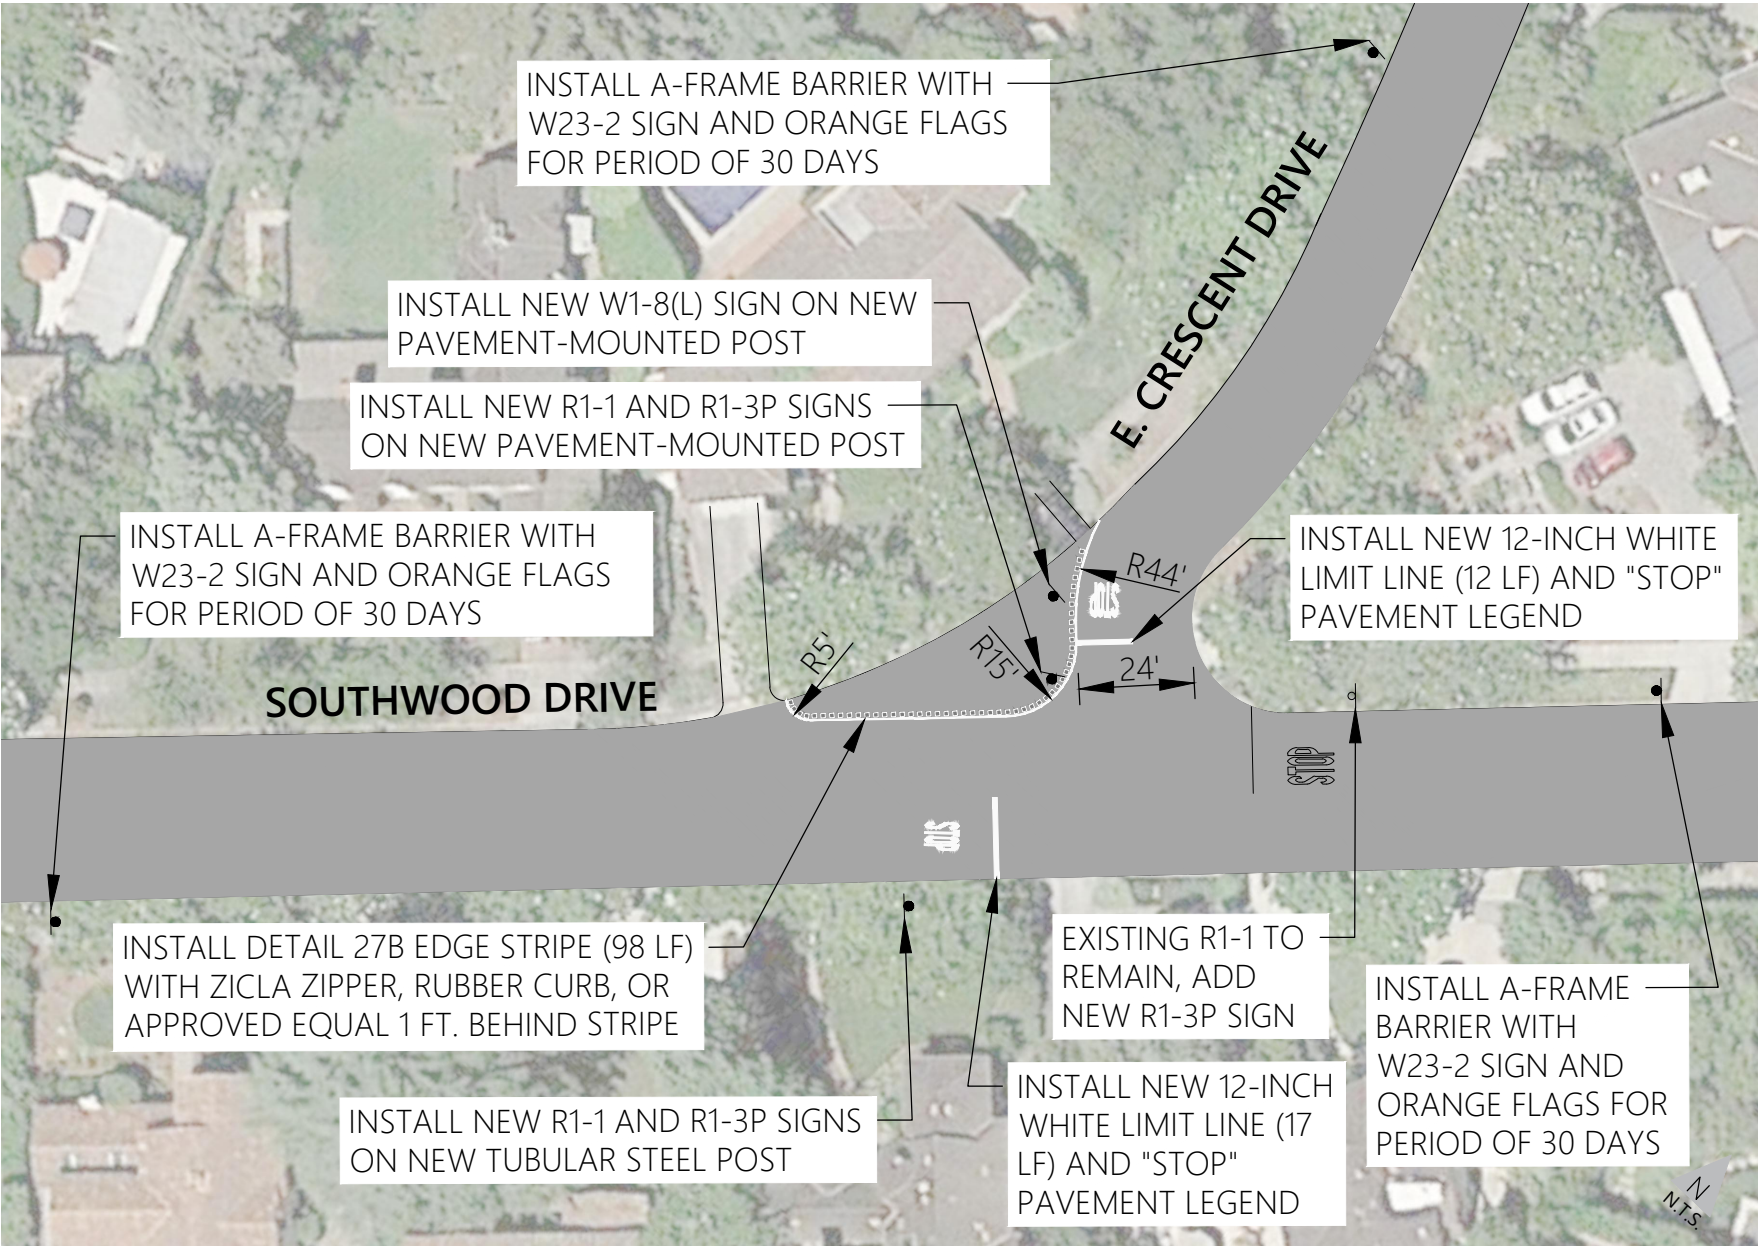 INSTALL A-FRAME BARRIER WITH
W23-2 SIGN AND ORANGE FLAGS
FOR PERIOD OF 30 DAYS
E. CRESCENT DRIVE
INSTALL NEW W1-8(L) SIGN ON NEW
PAVEMENT-MOUNTED POST
INSTALL NEW R1-1 AND R1-3P SIGNS
ON NEW PAVEMENT-MOUNTED POST
INSTALL A-FRAME BARRIER WITH
W23-2 SIGN AND ORANGE FLAGS
FOR PERIOD OF 30 DAYS
INSTALL NEW 12-INCH WHITE
LIMIT LINE (12 LF) AND "STOP"
PAVEMENT LEGEND
R44'
STOP
R5'
R15'
24'
SOUTHWOOD DRIVE
STOP
STOP
INSTALL DETAIL 27B EDGE STRIPE (98 LF)
WITH ZICLA ZIPPER, RUBBER CURB, OR
APPROVED EQUAL 1 FT. BEHIND STRIPE
EXISTING R1-1 TO
REMAIN, ADD
NEW R1-3P SIGN
INSTALL A-FRAME
BARRIER WITH
W23-2 SIGN AND
ORANGE FLAGS FOR
PERIOD OF 30 DAYS
INSTALL NEW R1-1 AND R1-3P SIGNS
ON NEW TUBULAR STEEL POST
INSTALL NEW 12-INCH
WHITE LIMIT LINE (17
LF) AND "STOP"
PAVEMENT LEGEND
N
N.T.S.